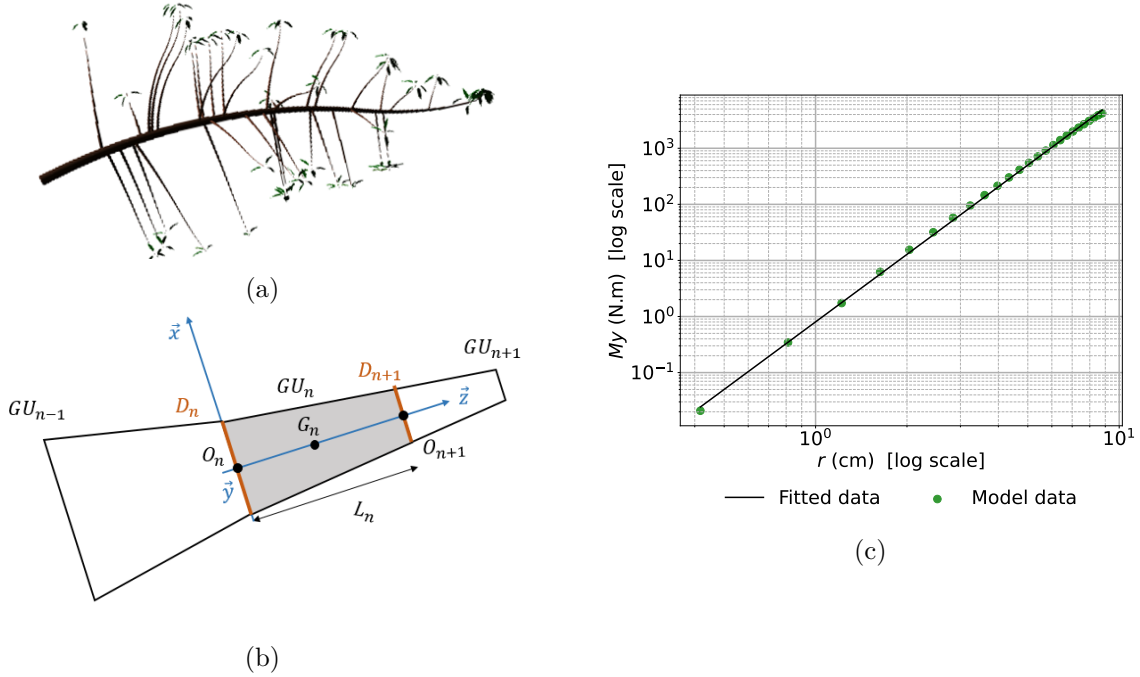 (a)
x⃗
GU_{n+1}
D_{n+1}
GU_n
GU_{n−1}
D_n
z⃗
G_n
O_n
O_{n+1}
y⃗
L_n
(b)
My (N.m) [log scale]
10^3
10^2
10^1
10^0
10^{−1}
10^0
10^1
r (cm) [log scale]
Fitted data
Model data
(c)